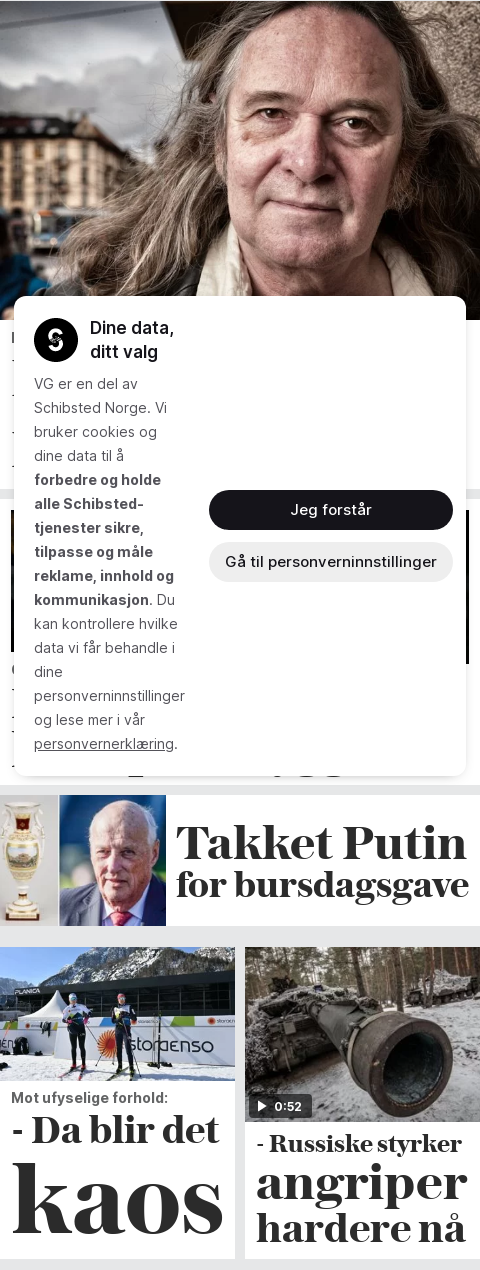 Dine data,
ditt valg
VG er en del av
Schibsted Norge. Vi
bruker cookies og
dine data til å
forbedre og holde
alle Schibsted-
tjenester sikre,
tilpasse og måle
reklame, innhold og
kommunikasjon. Du
kan kontrollere hvilke
data vi får behandle i
dine
personverninnstillinger
og lese mer i vår
personvernerklæring.
Jeg forstår
Gå til personverninnstillinger
Takket Putin
for bursdagsgave
PLANICA
storaenso
Mot ufyselige forhold:
- Da blir det
kaos
0:52
- Russiske styrker
angriper
hardere nå